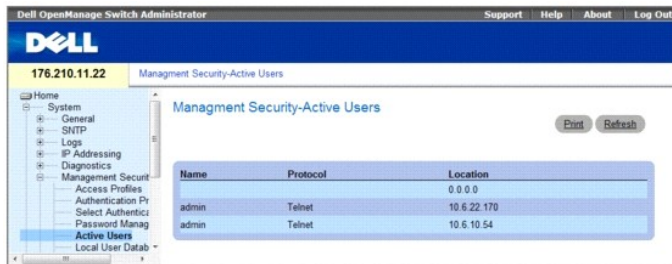 Dell OpenManage Switch Administrator
Support Help About Log Out
DELL
176.210.11.22
Managment Security-Active Users
Home
System
General
SNTP
Logs
IP Addressing
Diagnostics
Management Securit
Access Profiles
Authentication Pr
Select Authentica
Password Manag
Active Users
Local User Datab
Managment Security-Active Users
Print Refresh
Name Protocol Location
0.0.0.0
admin Telnet 10.6.22.170
admin Telnet 10.6.10.54